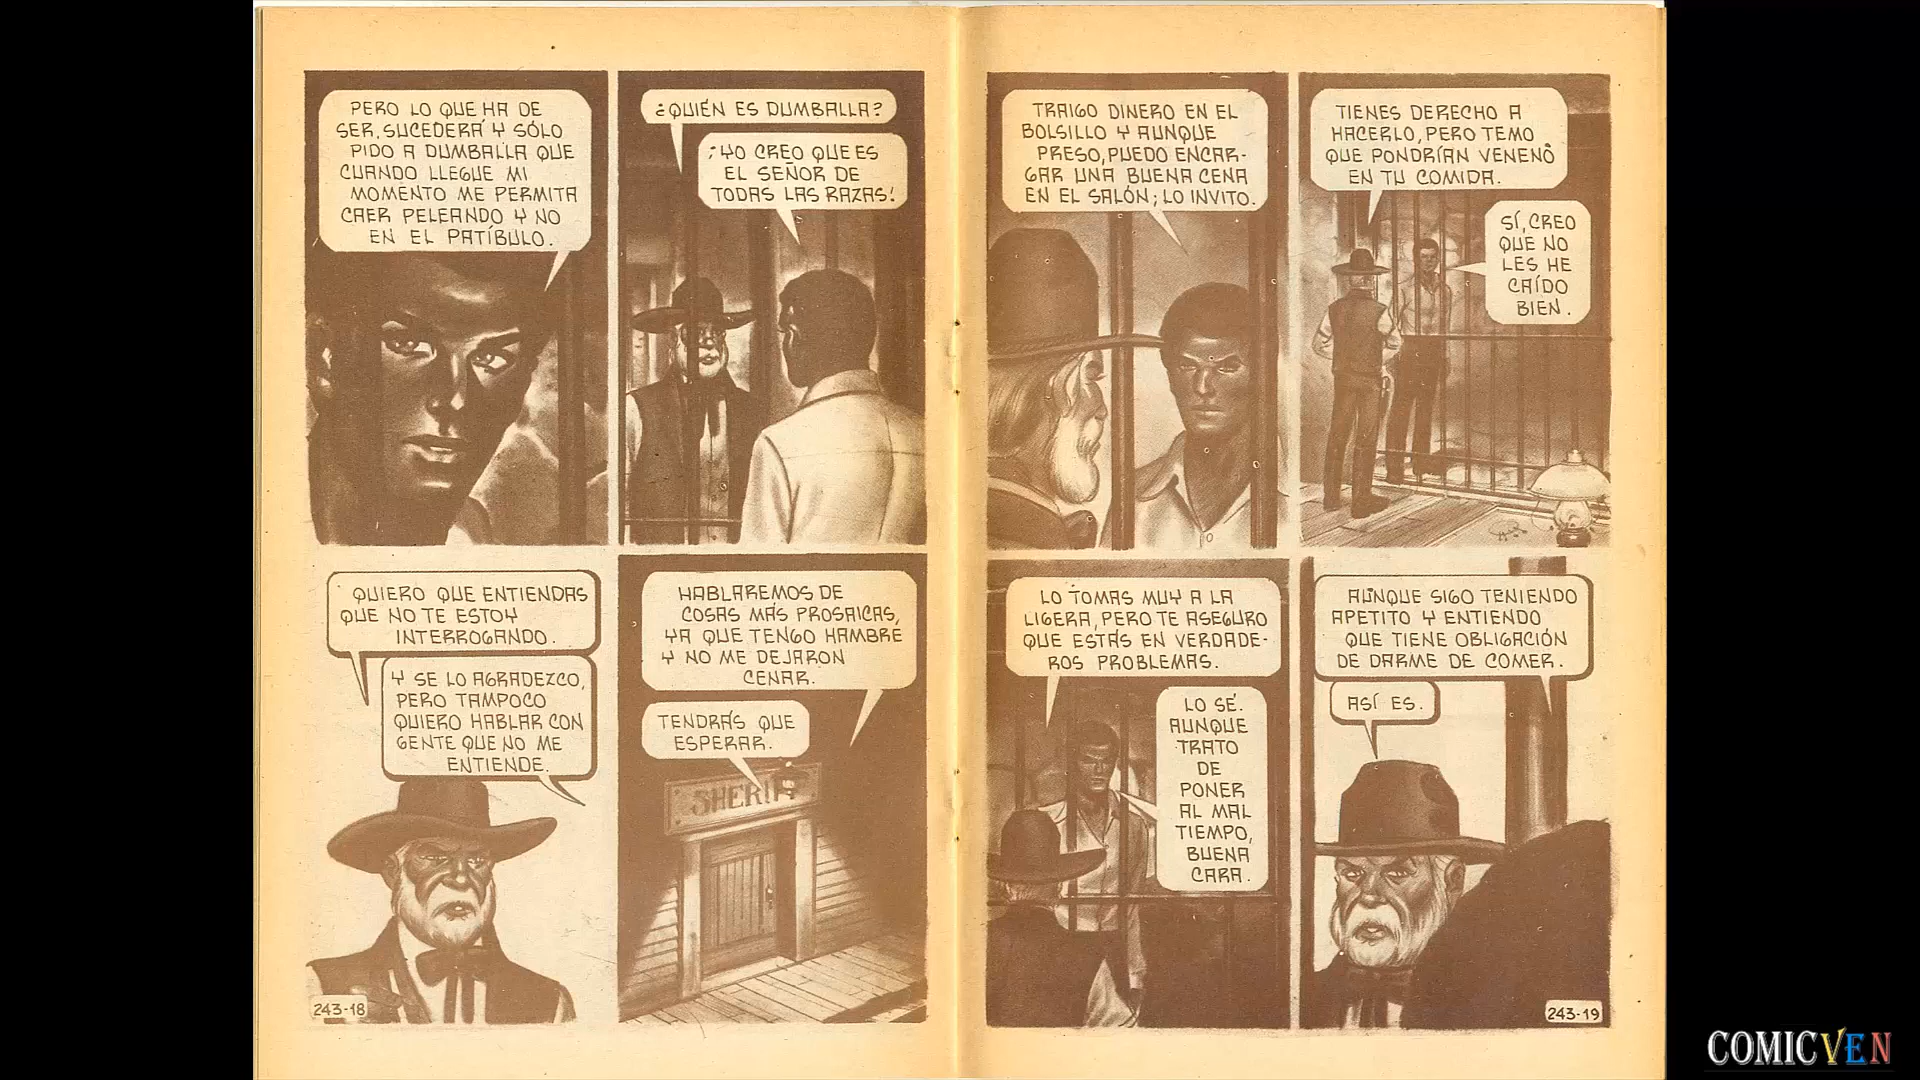 PERO LO QUE HA DE
SER, SUCEDERÁ Y SÓLO
PIDO A DUMBALLA QUE
CUANDO LLEGUE MI
MOMENTO ME PERMITA
CAER PELEANDO Y NO
EN EL PATÍBULO.
¿QUIÉN ES DUMBALLA?
¡YO CREO QUE ES
EL SEÑOR DE
TODAS LAS RAZAS!
QUIERO QUE ENTIENDAS
QUE NO TE ESTOY
INTERROGANDO.
Y SE LO AGRADEZCO,
PERO TAMPOCO
QUIERO HABLAR CON
GENTE QUE NO ME
ENTIENDE.
HABLAREMOS DE
COSAS MÁS PROSAICAS,
YA QUE TENGO HAMBRE
Y NO ME DEJARON
CENAR.
TENDRÁS QUE
ESPERAR.
SHERIFF
243-18
TRAIGO DINERO EN EL
BOLSILLO Y AUNQUE
PRESO, PUEDO ENCAR-
GAR UNA BUENA CENA
EN EL SALÓN; LO INVITO.
TIENES DERECHO A
HACERLO, PERO TEMO
QUE PONDRÍAN VENENO
EN TU COMIDA.
SÍ, CREO
QUE NO
LES HE
CAÍDO
BIEN.
LO TOMAS MUY A LA
LIGERA, PERO TE ASEGURO
QUE ESTÁS EN VERDADE-
ROS PROBLEMAS.
LO SÉ.
AUNQUE
TRATO
DE
PONER
AL MAL
TIEMPO,
BUENA
CARA.
AUNQUE SIGO TENIENDO
APETITO Y ENTIENDO
QUE TIENE OBLIGACIÓN
DE DARME DE COMER.
ASÍ ES.
243-19
COMICVEN